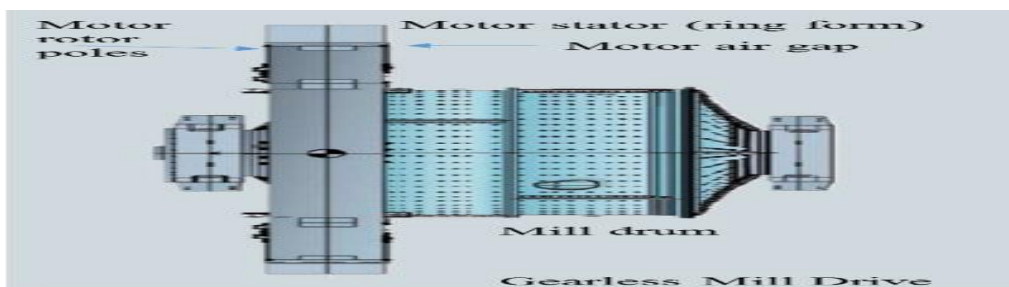 Motor rotor poles
Motor stator (ring form)
Motor air gap
Mill drum
Gearless Mill Drive